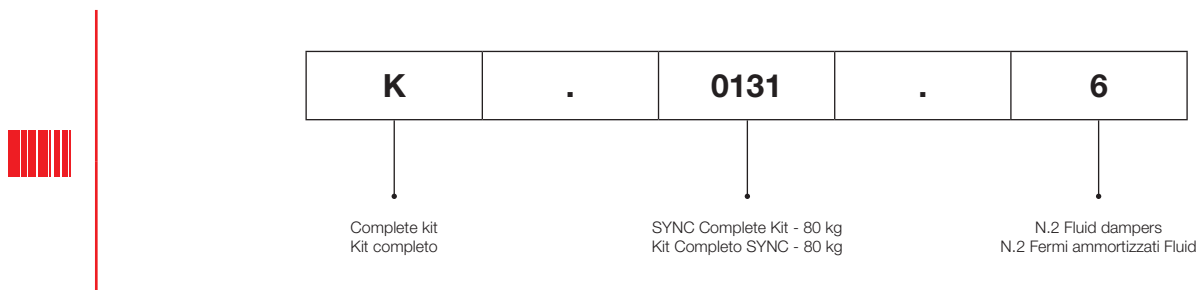 K . 0131 . 6
Complete kit
Kit completo
SYNC Complete Kit - 80 kg
Kit Completo SYNC - 80 kg
N.2 Fluid dampers
N.2 Fermi ammortizzati Fluid